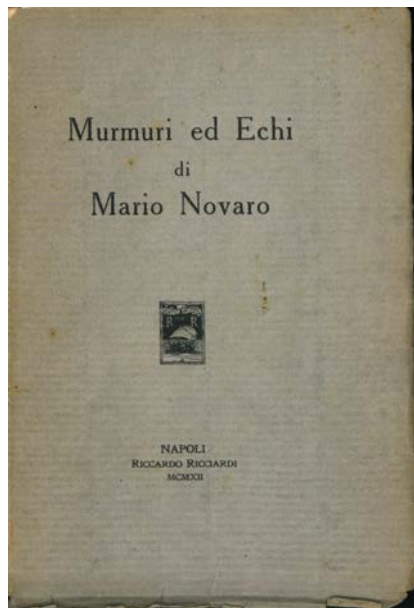 Murmuri ed Echi
di
Mario Novaro
R R
NAPOLI
RICCARDO RICCIARDI
MCMXII